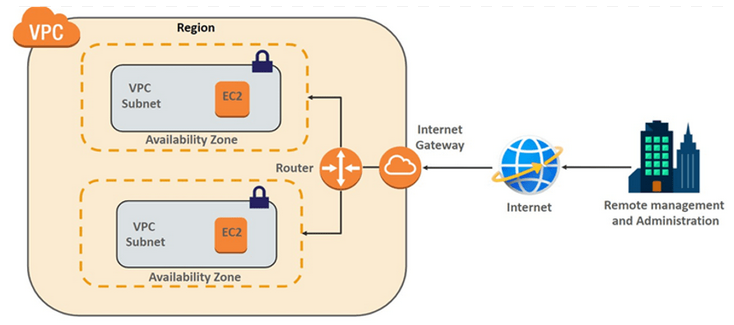 VPC
Region
VPC
Subnet
EC2
Availability Zone
Internet
Gateway
Router
Internet
Remote management
and Administration
VPC
Subnet
EC2
Availability Zone